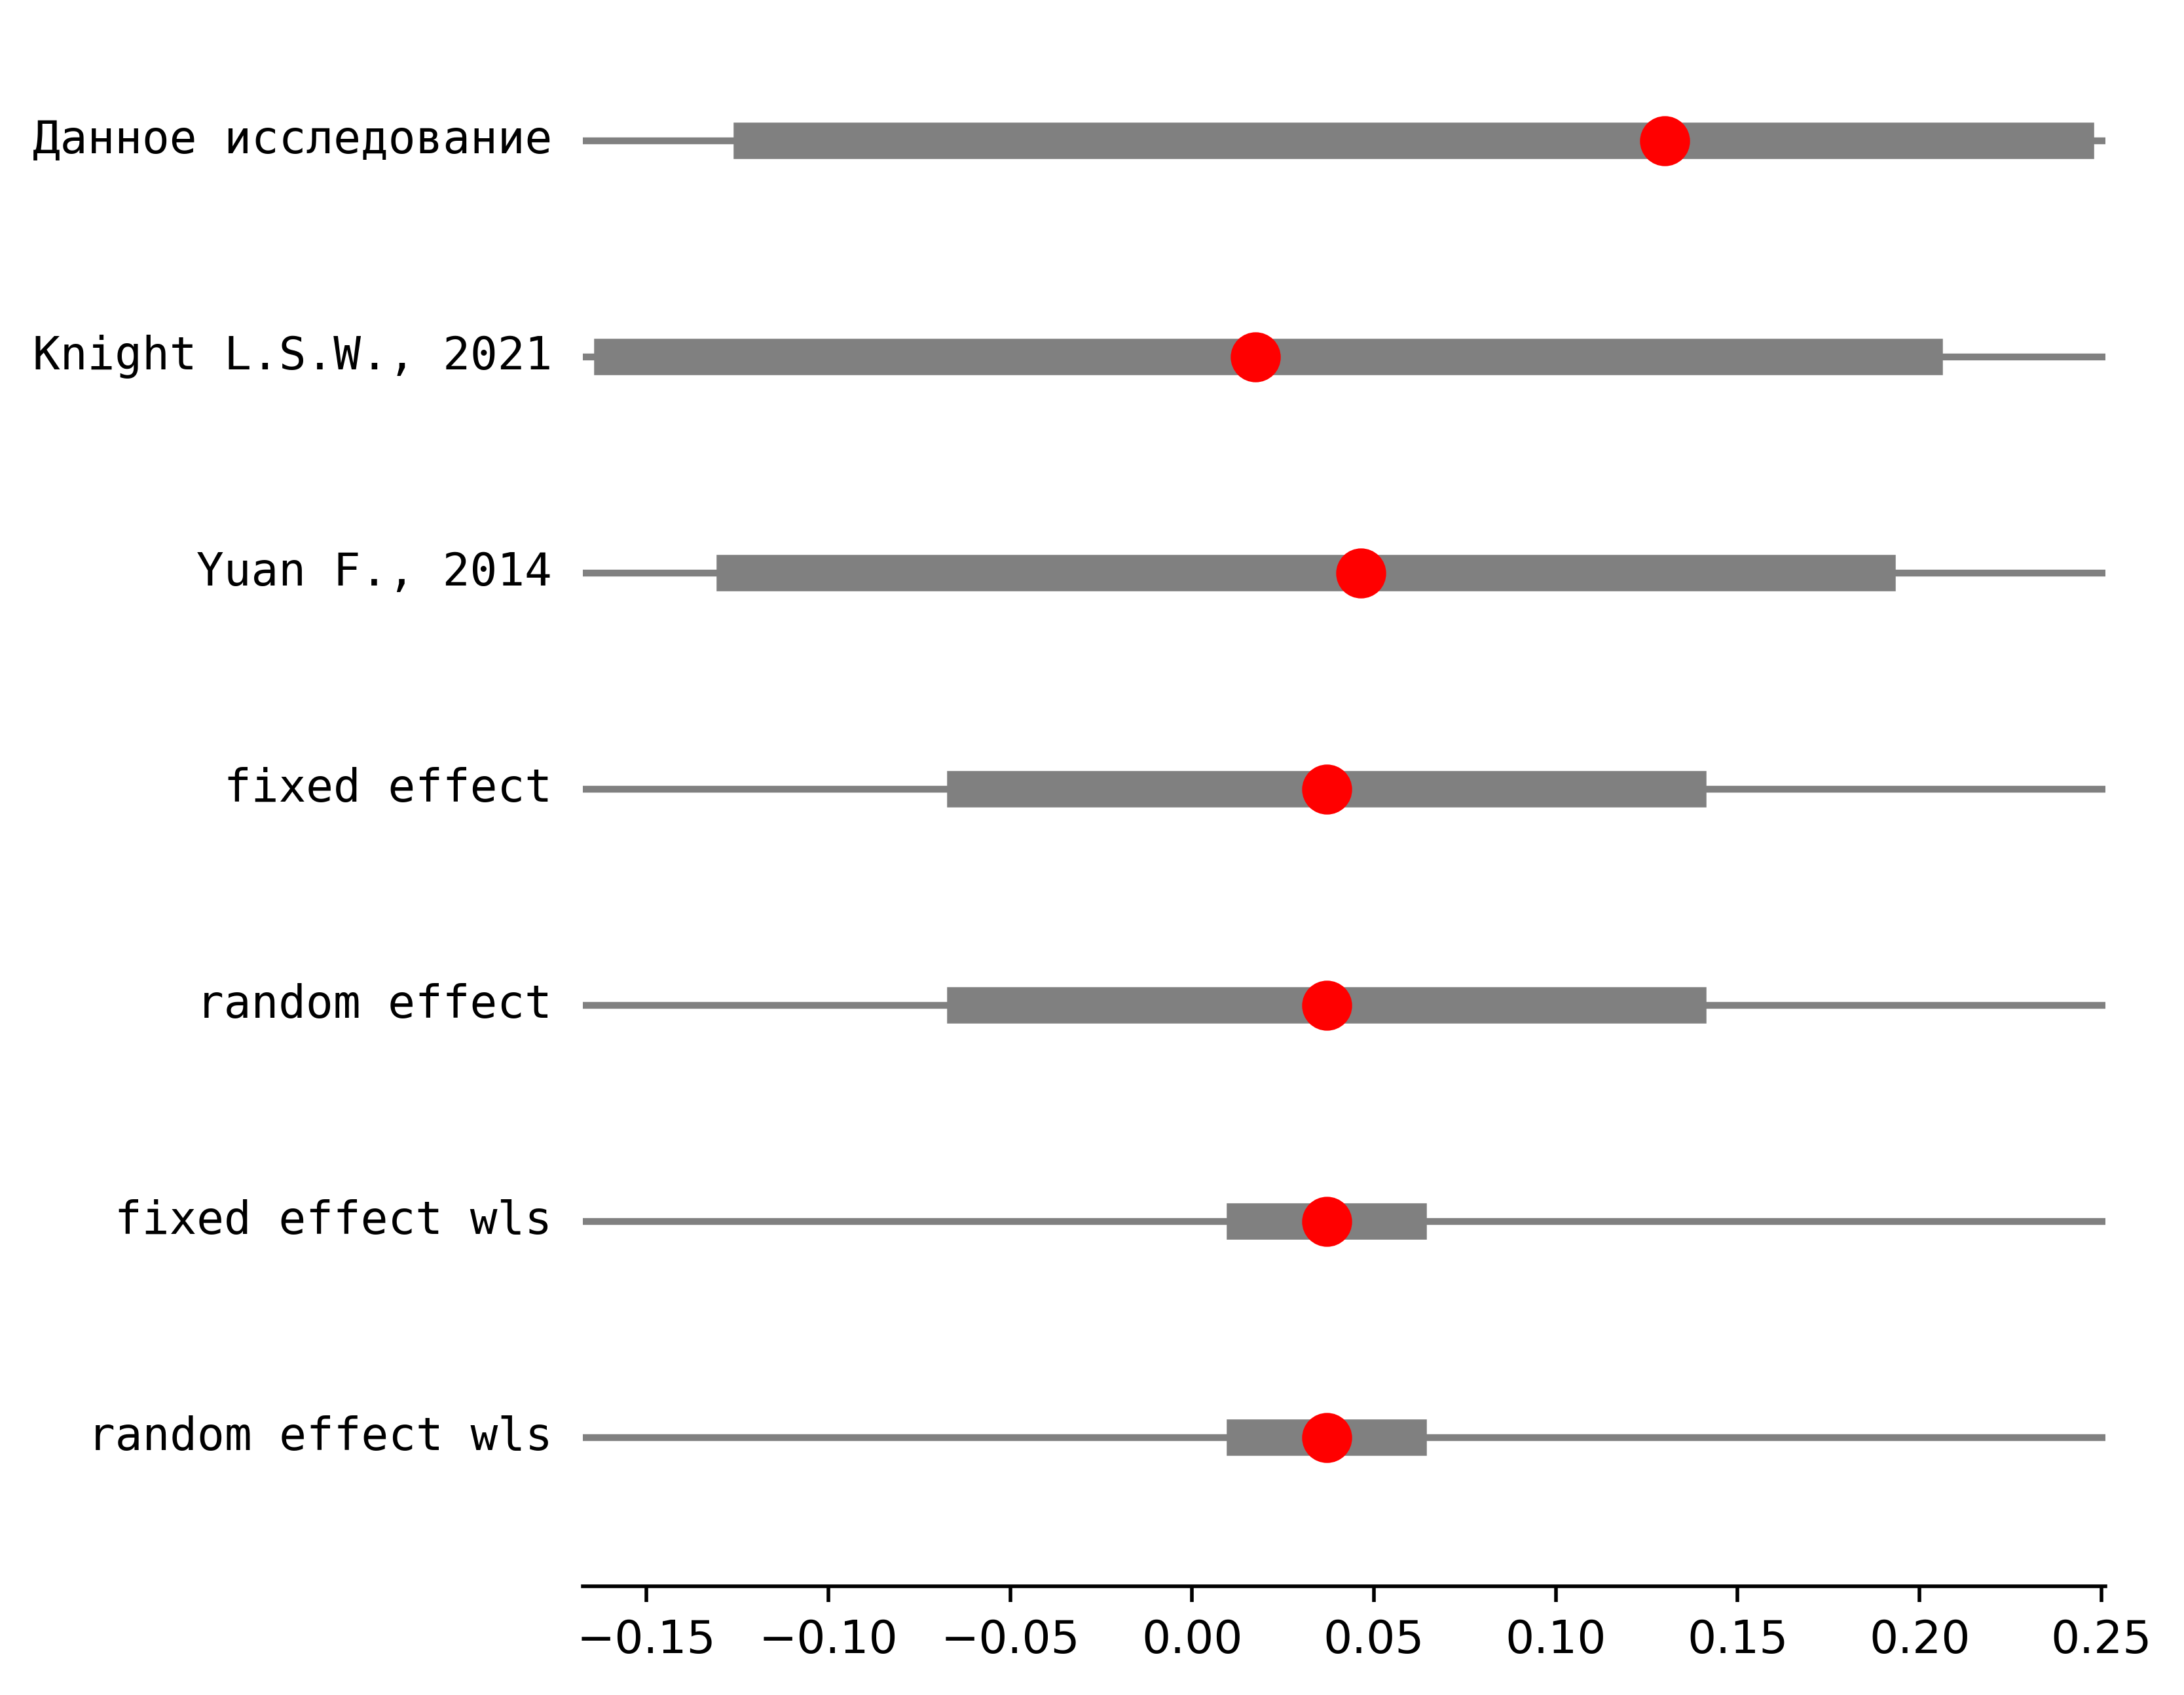 Данное исследование
Knight L.S.W., 2021
Yuan F., 2014
fixed effect
random effect
fixed effect wls
random effect wls
−0.15 −0.10 −0.05 0.00 0.05 0.10 0.15 0.20 0.25